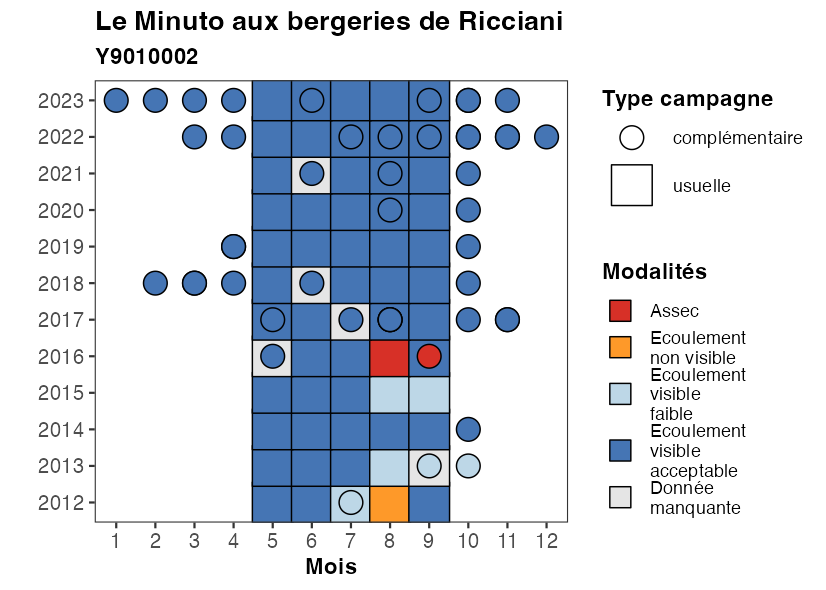 Le Minuto aux bergeries de Ricciani
Y9010002
2023
2022
2021
2020
2019
2018
2017
2016
2015
2014
2013
2012
1 2 3 4 5 6 7 8 9 10 11 12
Mois
Type campagne
complémentaire
usuelle
Modalités
Assec
Ecoulement
non visible
Ecoulement
visible
faible
Ecoulement
visible
acceptable
Donnée
manquante